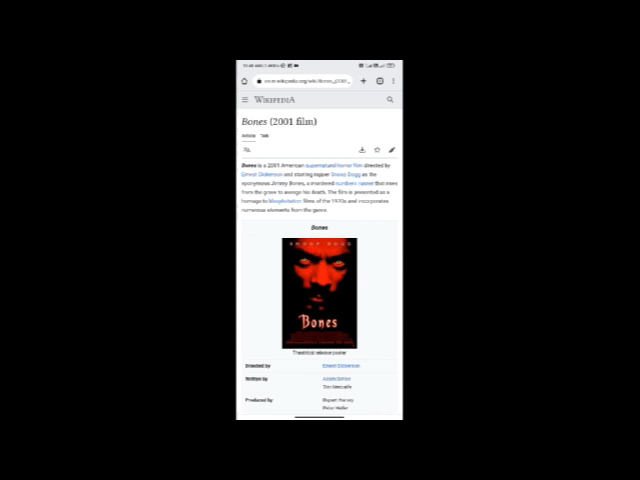 en.m.wikipedia.org/wiki/Bones_(2001_
WIKIPEDIA
Bones (2001 film)
Article Talk
Bones is a 2001 American supernatural horror film directed by
Ernest Dickerson and starring rapper Snoop Dogg as the
eponymous Jimmy Bones, a murdered numbers runner that rises
from the grave to avenge his death. The film is presented as a
homage to blaxploitation films of the 1970s and incorporates
numerous elements from the genre.
Bones
SNOOP DOGG
Bones
Theatrical release poster
Directed by Ernest Dickerson
Written by Adam Simon
Tim Metcalfe
Produced by Rupert Harvey
Peter Heller